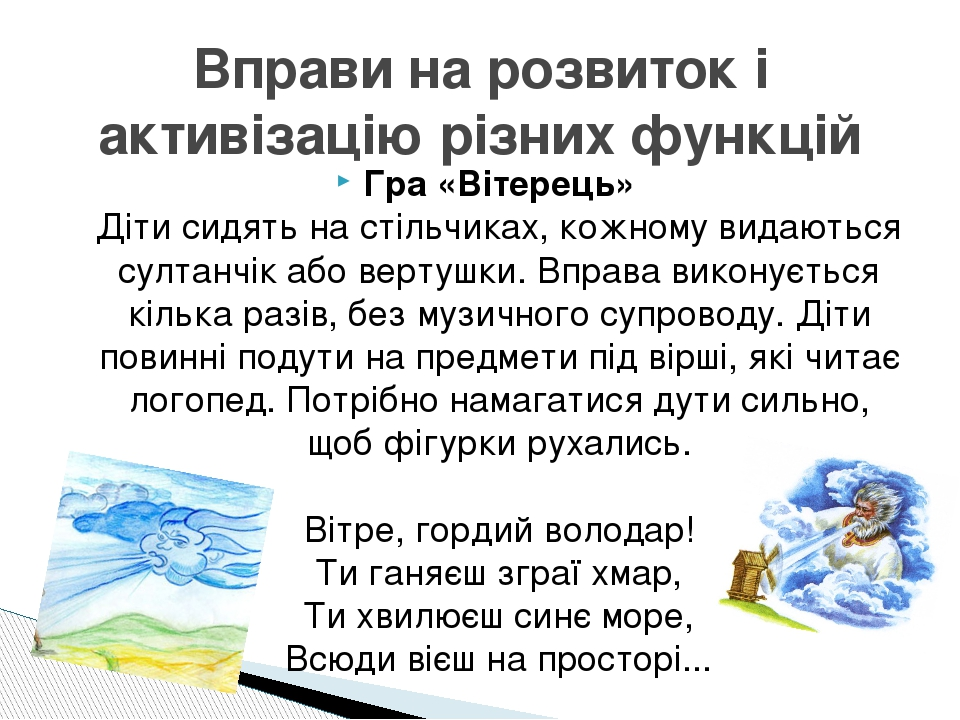 Вправи на розвиток і
активізацію різних функцій
Гра «Вітерець»
Діти сидять на стільчиках, кожному видаються
султанчік або вертушки. Вправа виконується
кілька разів, без музичного супроводу. Діти
повинні подути на предмети під вірші, які читає
логопед. Потрібно намагатися дути сильно,
щоб фігурки рухались.
Вітре, гордий володар!
Ти ганяєш зграї хмар,
Ти хвилюєш синє море,
Всюди вієш на просторі...